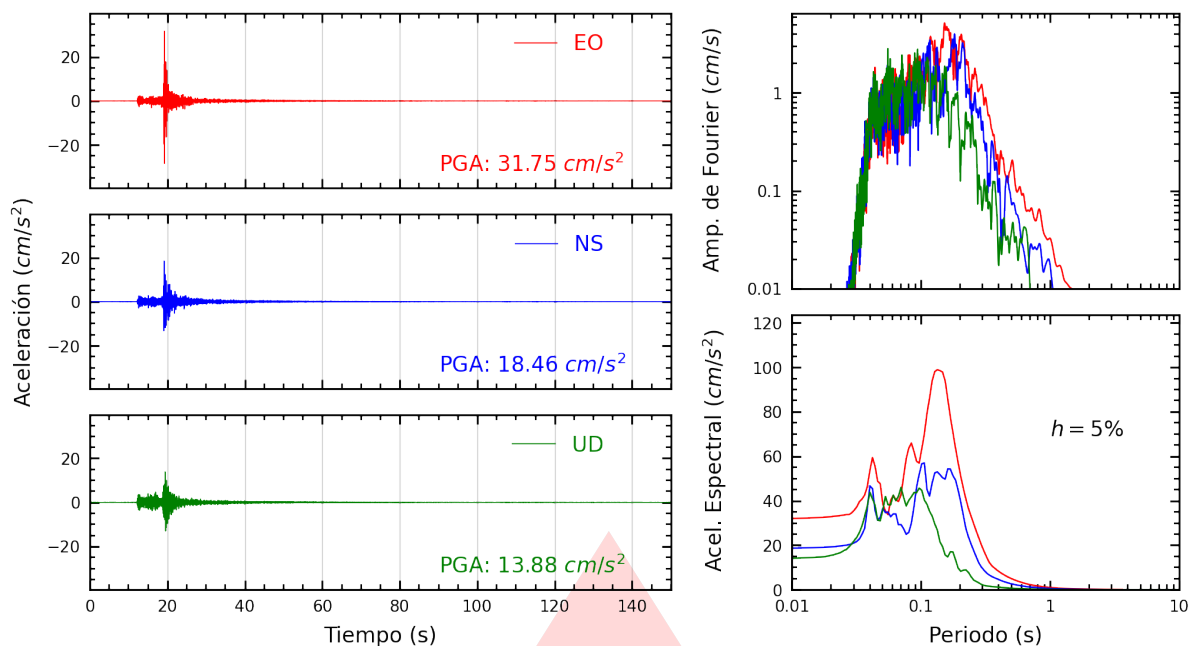 Aceleración (cm/s²)
20
0
−20
EO
PGA: 31.75 cm/s²
20
0
−20
NS
PGA: 18.46 cm/s²
20
0
−20
UD
PGA: 13.88 cm/s²
0 20 40 60 80 100 120 140
Tiempo (s)
Amp. de Fourier (cm/s)
1
0.1
0.01
Acel. Espectral (cm/s²)
120
100
80
60
40
20
0
h = 5%
0.01 0.1 1 10
Periodo (s)